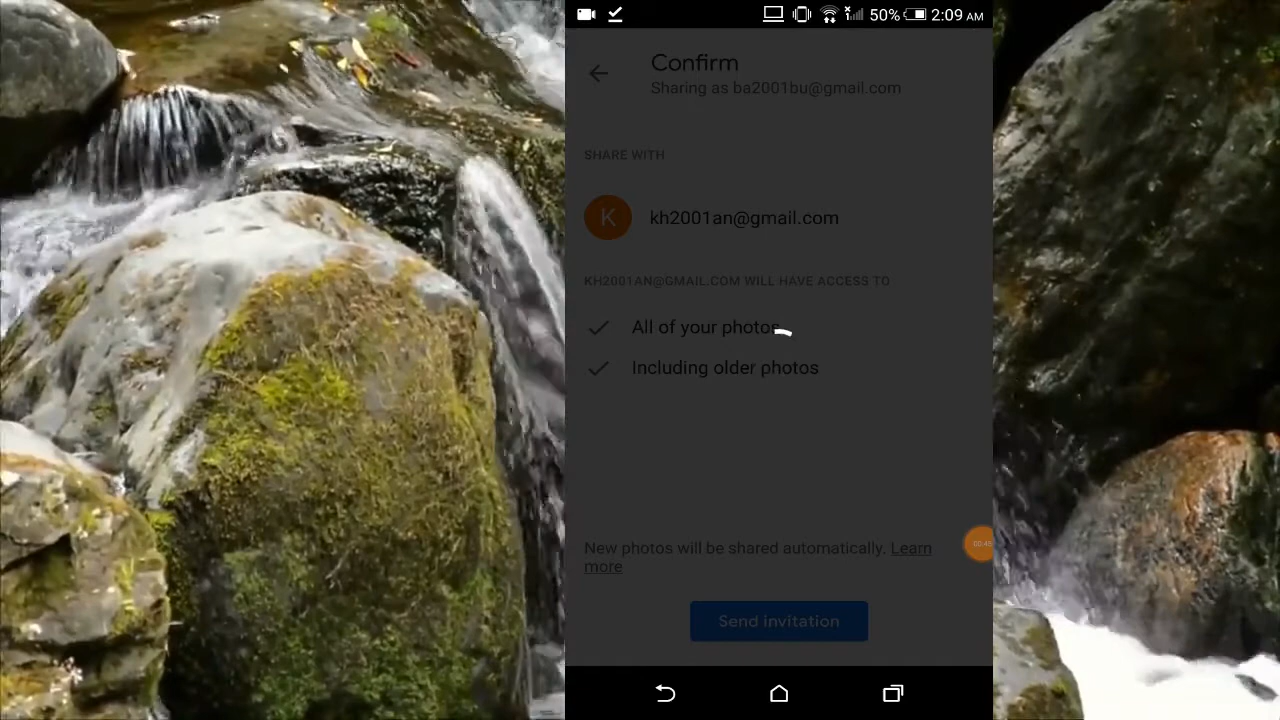 50% 2:09 AM
Confirm
Sharing as ba2001bu@gmail.com
SHARE WITH
K
kh2001an@gmail.com
KH2001AN@GMAIL.COM WILL HAVE ACCESS TO
All of your photos
Including older photos
New photos will be shared automatically. Learn
more
00:45
Send invitation